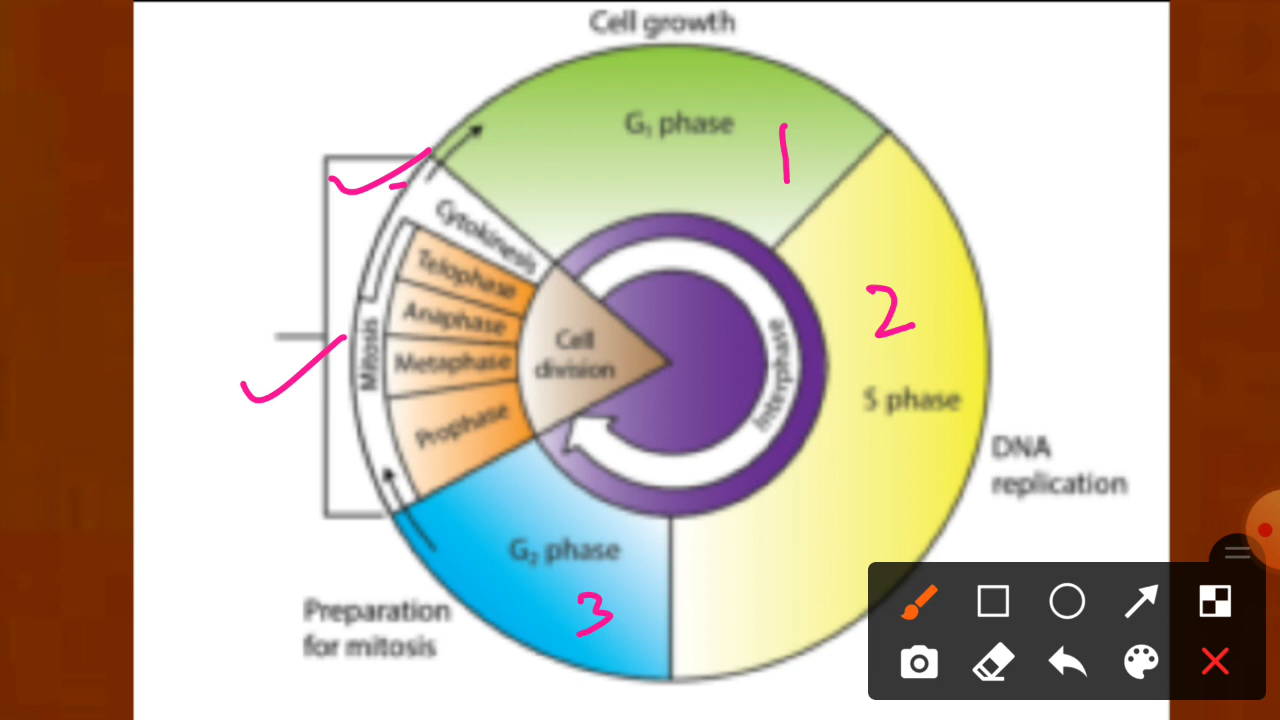 Cell growth
G₁ phase
1
Cytokinesis
Telophase
Anaphase
Metaphase
Prophase
Mitosis
Cell
division
Interphase
2
S phase
DNA
replication
G₂ phase
3
Preparation
for mitosis